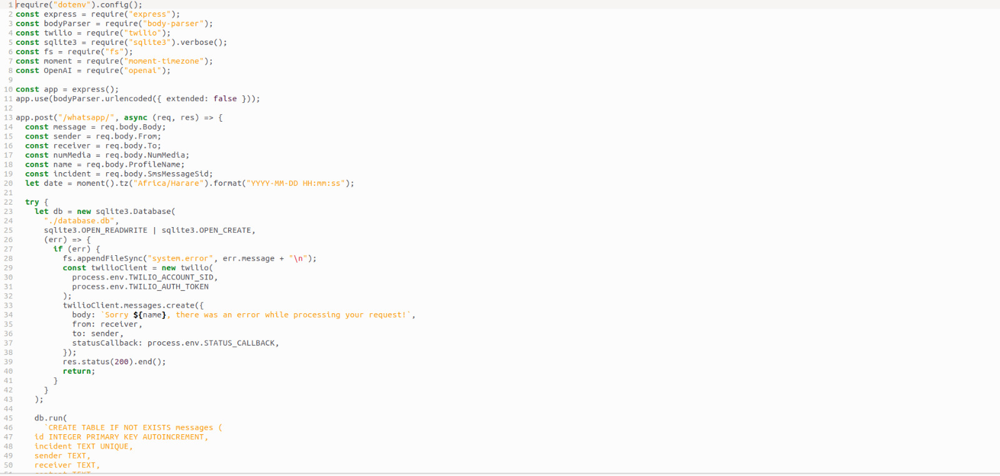 1 require("dotenv").config();
2 const express = require("express");
3 const bodyParser = require("body-parser");
4 const twilio = require("twilio");
5 const sqlite3 = require("sqlite3").verbose();
6 const fs = require("fs");
7 const moment = require("moment-timezone");
8 const OpenAI = require("openai");
9
10 const app = express();
11 app.use(bodyParser.urlencoded({ extended: false }));
12
13 app.post("/whatsapp/", async (req, res) => {
14   const message = req.body.Body;
15   const sender = req.body.From;
16   const receiver = req.body.To;
17   const numMedia = req.body.NumMedia;
18   const name = req.body.ProfileName;
19   const incident = req.body.SmsMessageSid;
20   let date = moment().tz("Africa/Harare").format("YYYY-MM-DD HH:mm:ss");
21
22   try {
23     let db = new sqlite3.Database(
24       "./database.db",
25       sqlite3.OPEN_READWRITE | sqlite3.OPEN_CREATE,
26       (err) => {
27         if (err) {
28           fs.appendFileSync("system.error", err.message + "\n");
29           const twilioClient = new twilio(
30             process.env.TWILIO_ACCOUNT_SID,
31             process.env.TWILIO_AUTH_TOKEN
32           );
33           twilioClient.messages.create({
34             body: `Sorry ${name}, there was an error while processing your request!`,
35             from: receiver,
36             to: sender,
37             statusCallback: process.env.STATUS_CALLBACK,
38           });
39           res.status(200).end();
40           return;
41         }
42       }
43     );
44
45     db.run(
46       `CREATE TABLE IF NOT EXISTS messages (
47     id INTEGER PRIMARY KEY AUTOINCREMENT,
48     incident TEXT UNIQUE,
49     sender TEXT,
50     receiver TEXT,